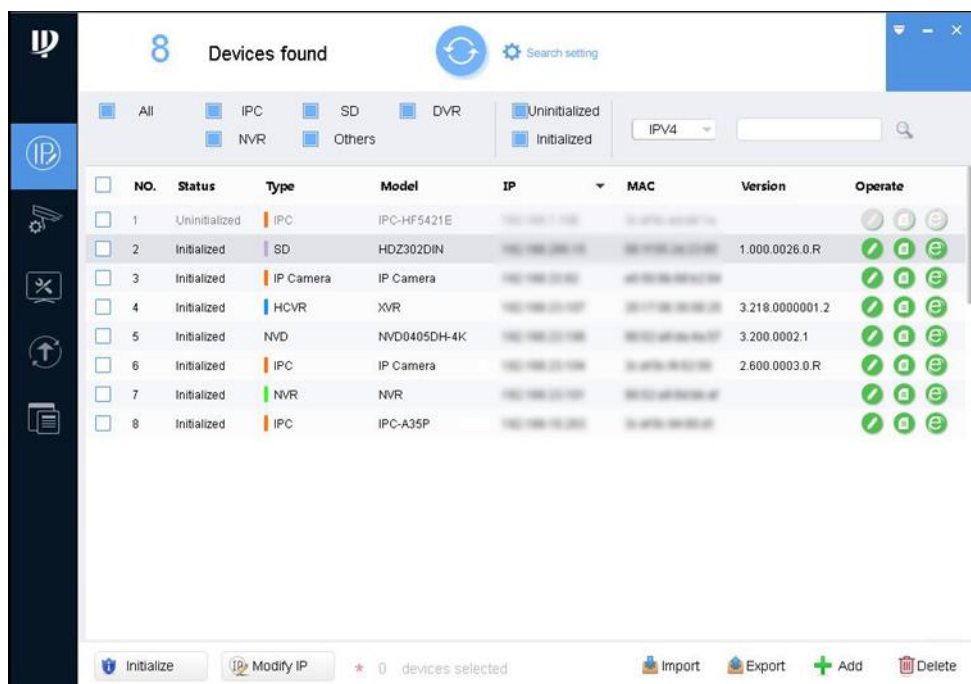 8 Devices found Search setting
All IPC SD DVR Uninitialized
NVR Others Initialized IPV4
NO. Status Type Model IP MAC Version Operate
1 Uninitialized IPC IPC-HF5421E
2 Initialized SD HDZ302DIN 1.000.0026.0.R
3 Initialized IP Camera IP Camera
4 Initialized HCVR XVR 3.218.0000001.2
5 Initialized NVD NVD0405DH-4K 3.200.0002.1
6 Initialized IPC IP Camera 2.600.0003.0.R
7 Initialized NVR NVR
8 Initialized IPC IPC-A35P
Initialize Modify IP * 0 devices selected Import Export Add Delete